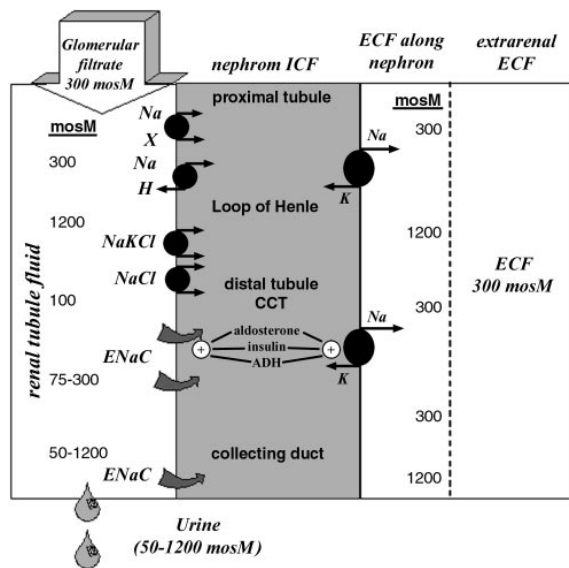 Glomerular
filtrate
300 mosM
nephrom ICF
ECF along
nephron
extrarenal
ECF
renal tubule fluid
mosM
300
1200
100
75-300
50-1200
Na
X
Na
H
NaKCl
NaCl
ENaC
ENaC
proximal tubule
Loop of Henle
distal tubule
CCT
aldosterone
+ insulin +
ADH
collecting duct
Na
K
Na
K
mosM
300
1200
300
300
1200
ECF
300 mosM
Urine
(50-1200 mosM)